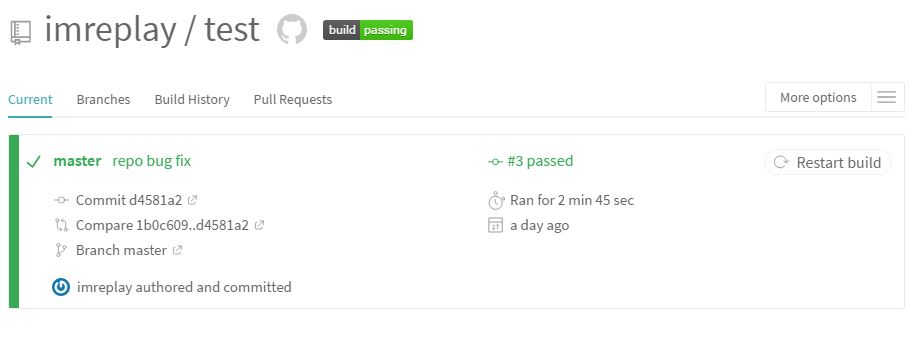 imreplay / test build passing
Current Branches Build History Pull Requests More options
master repo bug fix #3 passed Restart build
Commit d4581a2 Ran for 2 min 45 sec
Compare 1b0c609..d4581a2 27 a day ago
Branch master
imreplay authored and committed